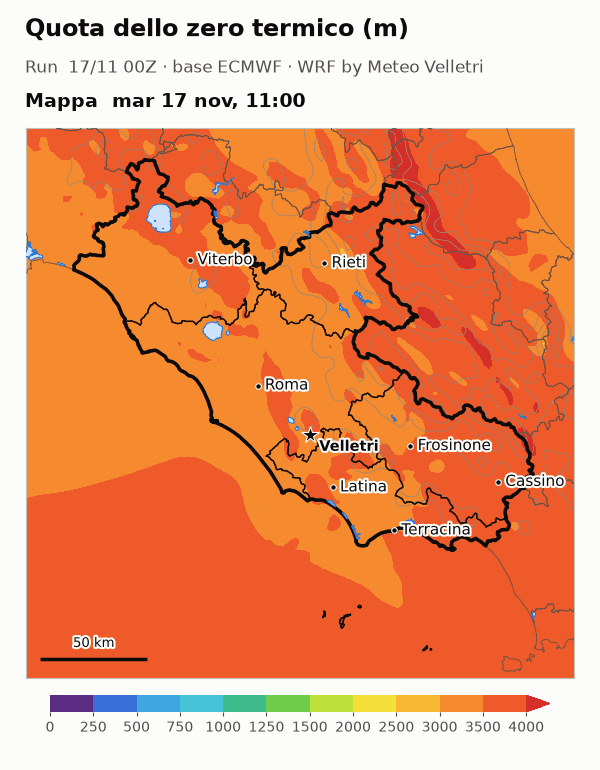 Quota dello zero termico (m)
Run  17/11 00Z · base ECMWF · WRF by Meteo Velletri
Mappa  mar 17 nov, 11:00
Viterbo
Rieti
Roma
Velletri
Frosinone
Cassino
Latina
Terracina
50 km
0 250 500 750 1000 1250 1500 2000 2500 3000 3500 4000